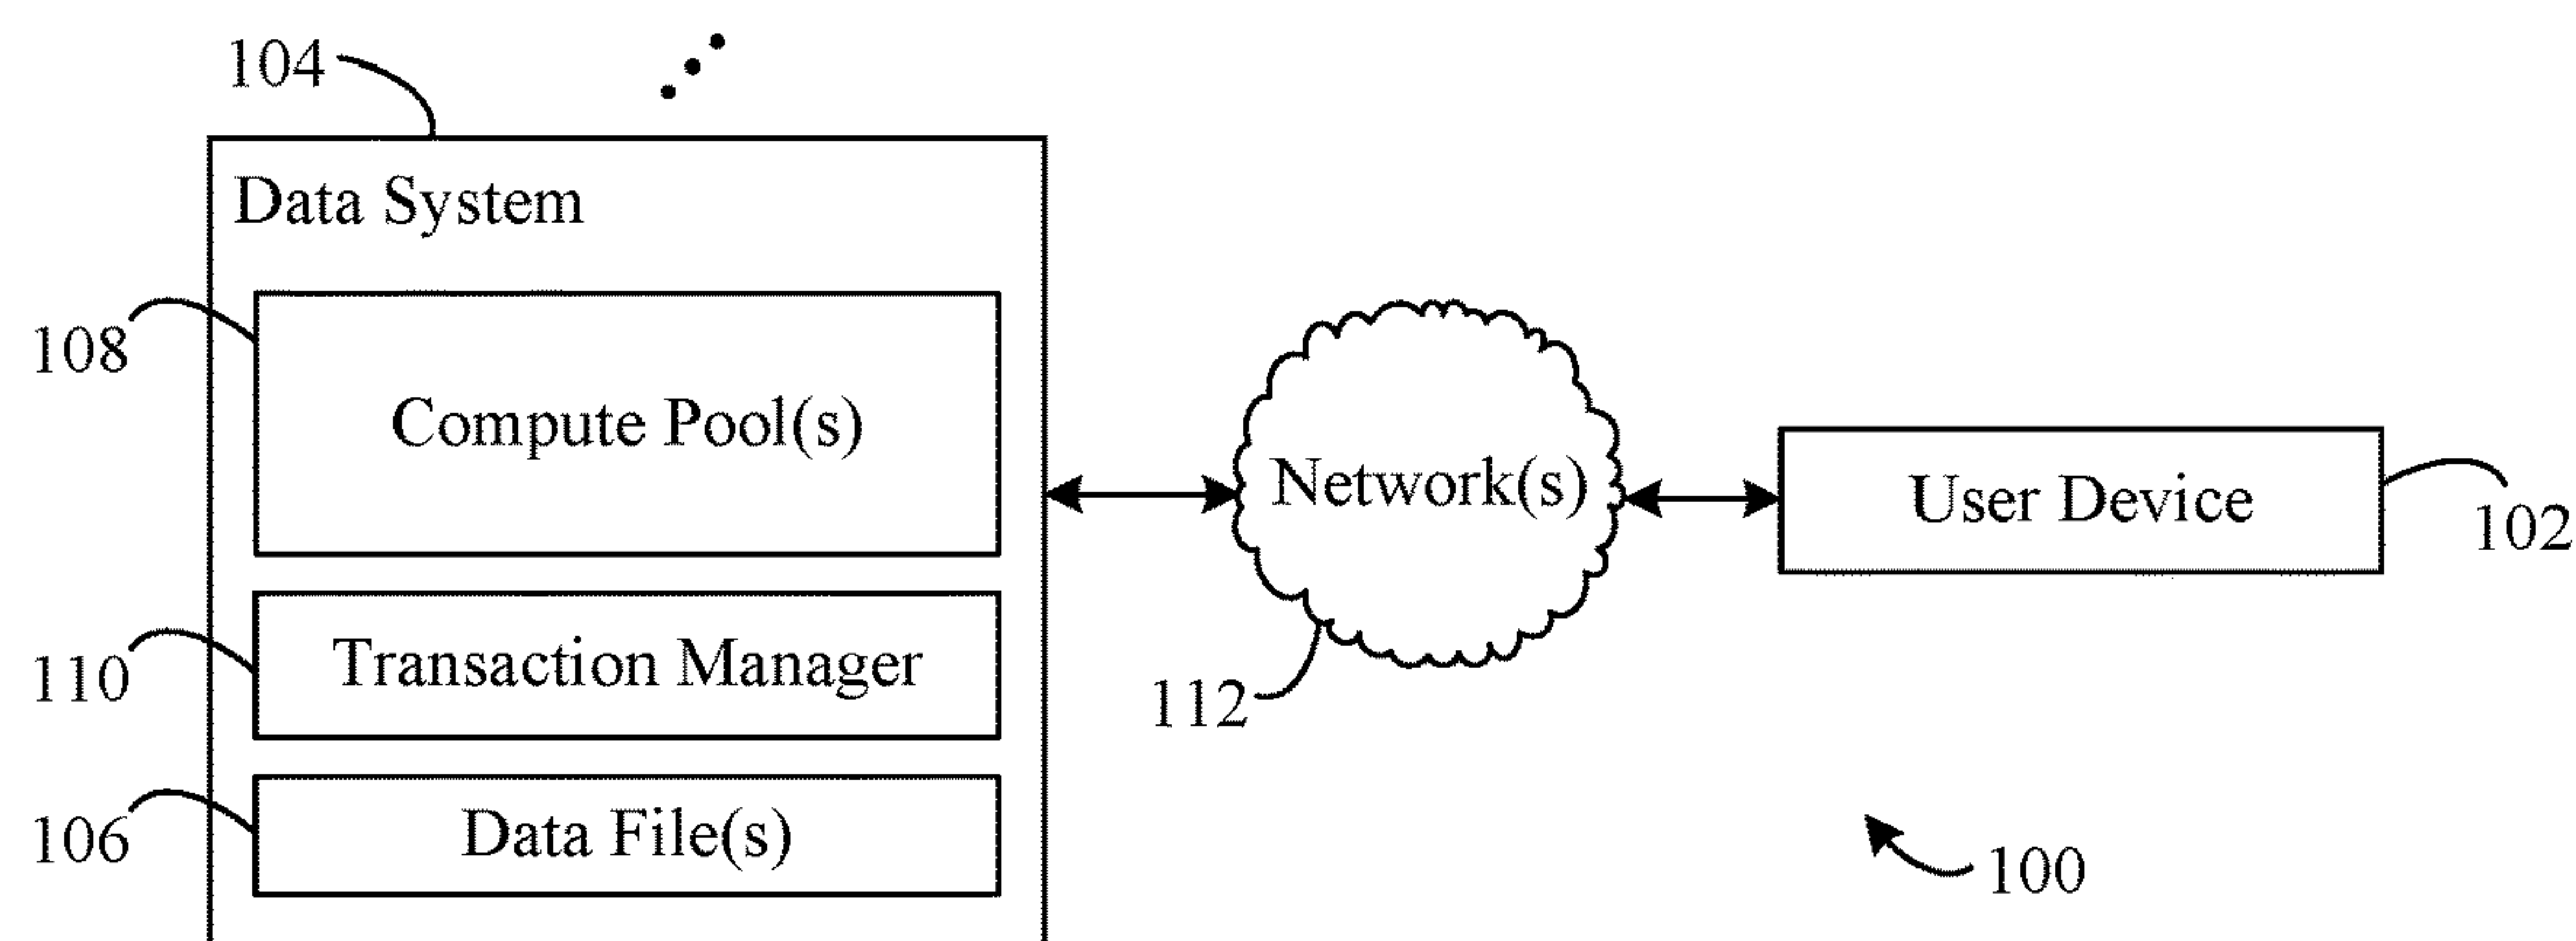 104
Data System
108
Compute Pool(s)
Network(s)
User Device
102
110
Transaction Manager
112
106
Data File(s)
100